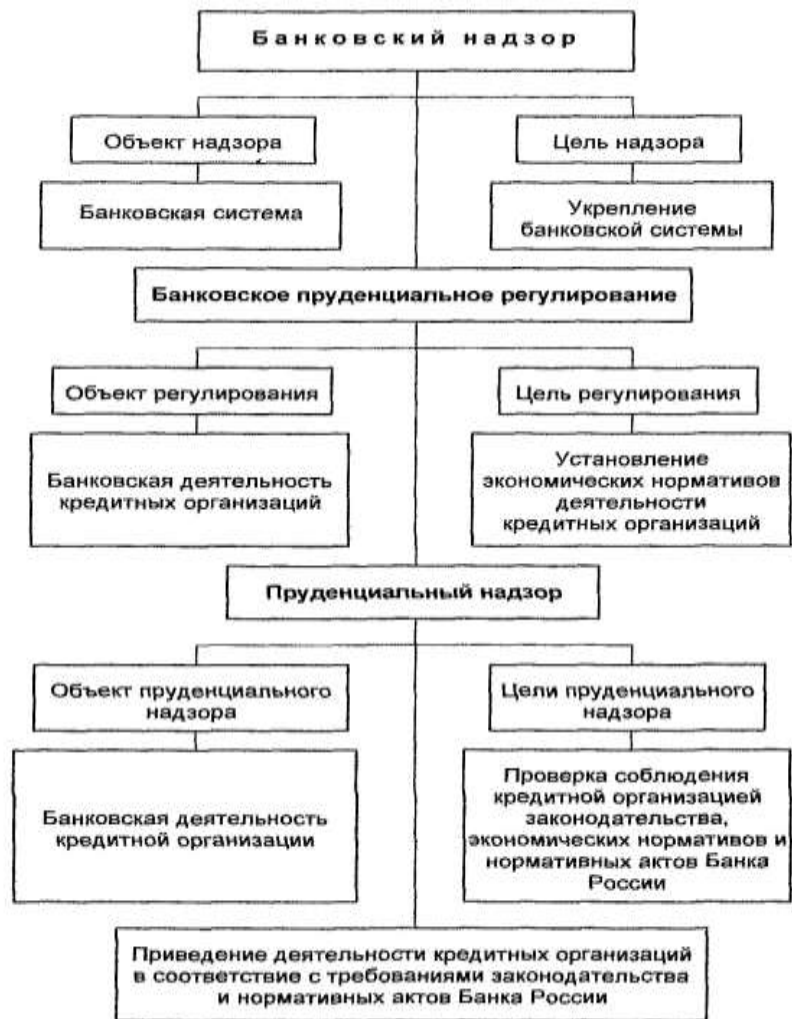 Банковский надзор
Объект надзора
Цель надзора
Банковская система
Укрепление
банковской системы
Банковское пруденциальное регулирование
Объект регулирования
Цель регулирования
Банковская деятельность
кредитных организаций
Установление
экономических нормативов
деятельности
кредитных организаций
Пруденциальный надзор
Объект пруденциального
надзора
Цели пруденциального
надзора
Банковская деятельность
кредитной организации
Проверка соблюдения
кредитной организацией
законодательства,
экономических нормативов и
нормативных актов Банка
России
Приведение деятельности кредитных организаций
в соответствие с требованиями законодательства
и нормативных актов Банка России